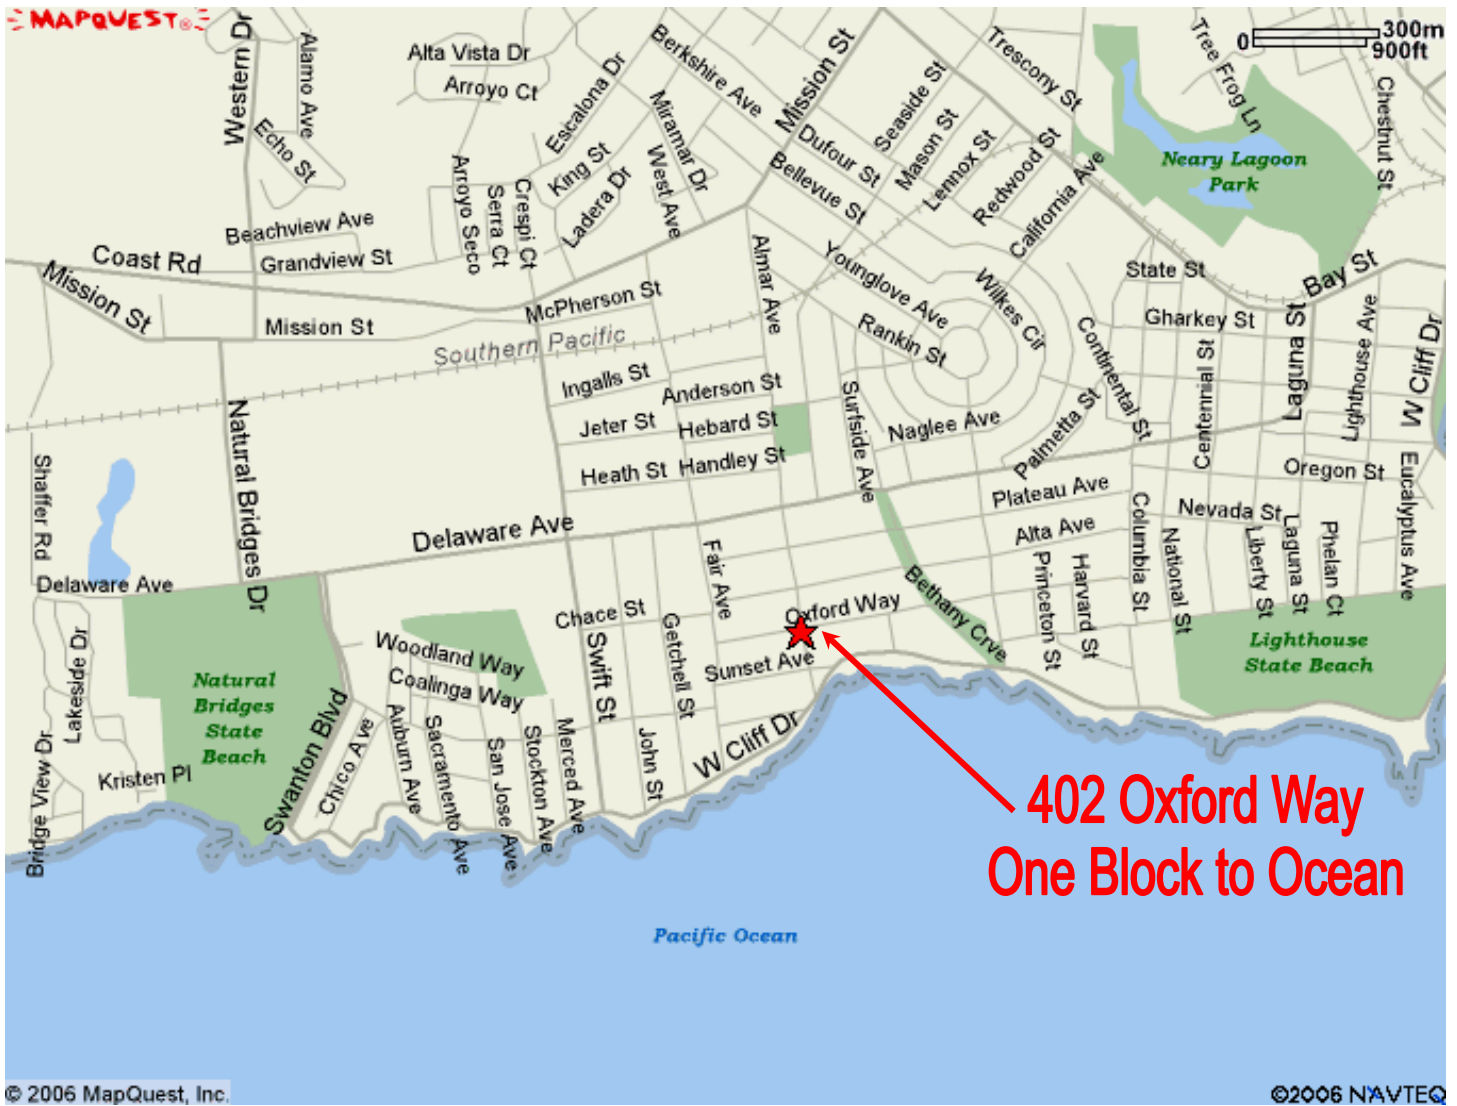 MAPQUEST®
0 300m
900ft
Western Dr
Alamo Ave
Echo St
Alta Vista Dr
Arroyo Ct
Escalona Dr
Berkshire Ave
Mission St
Seaside St
Trescony St
Tree Frog Ln
Chestnut St
Miramar Dr
Dufour St
Mason St
Lennox St
Redwood St
California Ave
Neary Lagoon
Park
King St
Ladera Dr
West Ave
Bellevue St
Arroyo Seco
Serra Ct
Crespi Ct
Beachview Ave
Coast Rd
Grandview St
Mission St
Mission St
McPherson St
Southern Pacific
Almar Ave
Younglove Ave
Wilkes Cir
Rankin St
State St
Bay St
Gharkey St
Continental St
Centennial St
Laguna St
Lighthouse Ave
W Cliff Dr
Ingalls St
Anderson St
Jeter St
Hebard St
Heath St
Handley St
Surfside Ave
Naglee Ave
Palmetta St
Oregon St
Eucalyptus Ave
Shaffer Rd
Natural Bridges Dr
Delaware Ave
Plateau Ave
Alta Ave
Nevada St
Columbia St
National St
Liberty St
Laguna St
Phelan Ct
Delaware Ave
Fair Ave
Bethany Crve
Princeton St
Harvard St
Chace St
Oxford Way
Getchell St
Swift St
Sunset Ave
Lighthouse
State Beach
Lakeside Dr
Natural
Bridges
State
Beach
Woodland Way
Coalinga Way
Swanton Blvd
Chico Ave
Auburn Ave
Sacramento Ave
San Jose Ave
Stockton Ave
Merced Ave
John St
W Cliff Dr
Bridge View Dr
Kristen Pl
402 Oxford Way
One Block to Ocean
Pacific Ocean
© 2006 MapQuest, Inc.
©2006 NAVTEQ